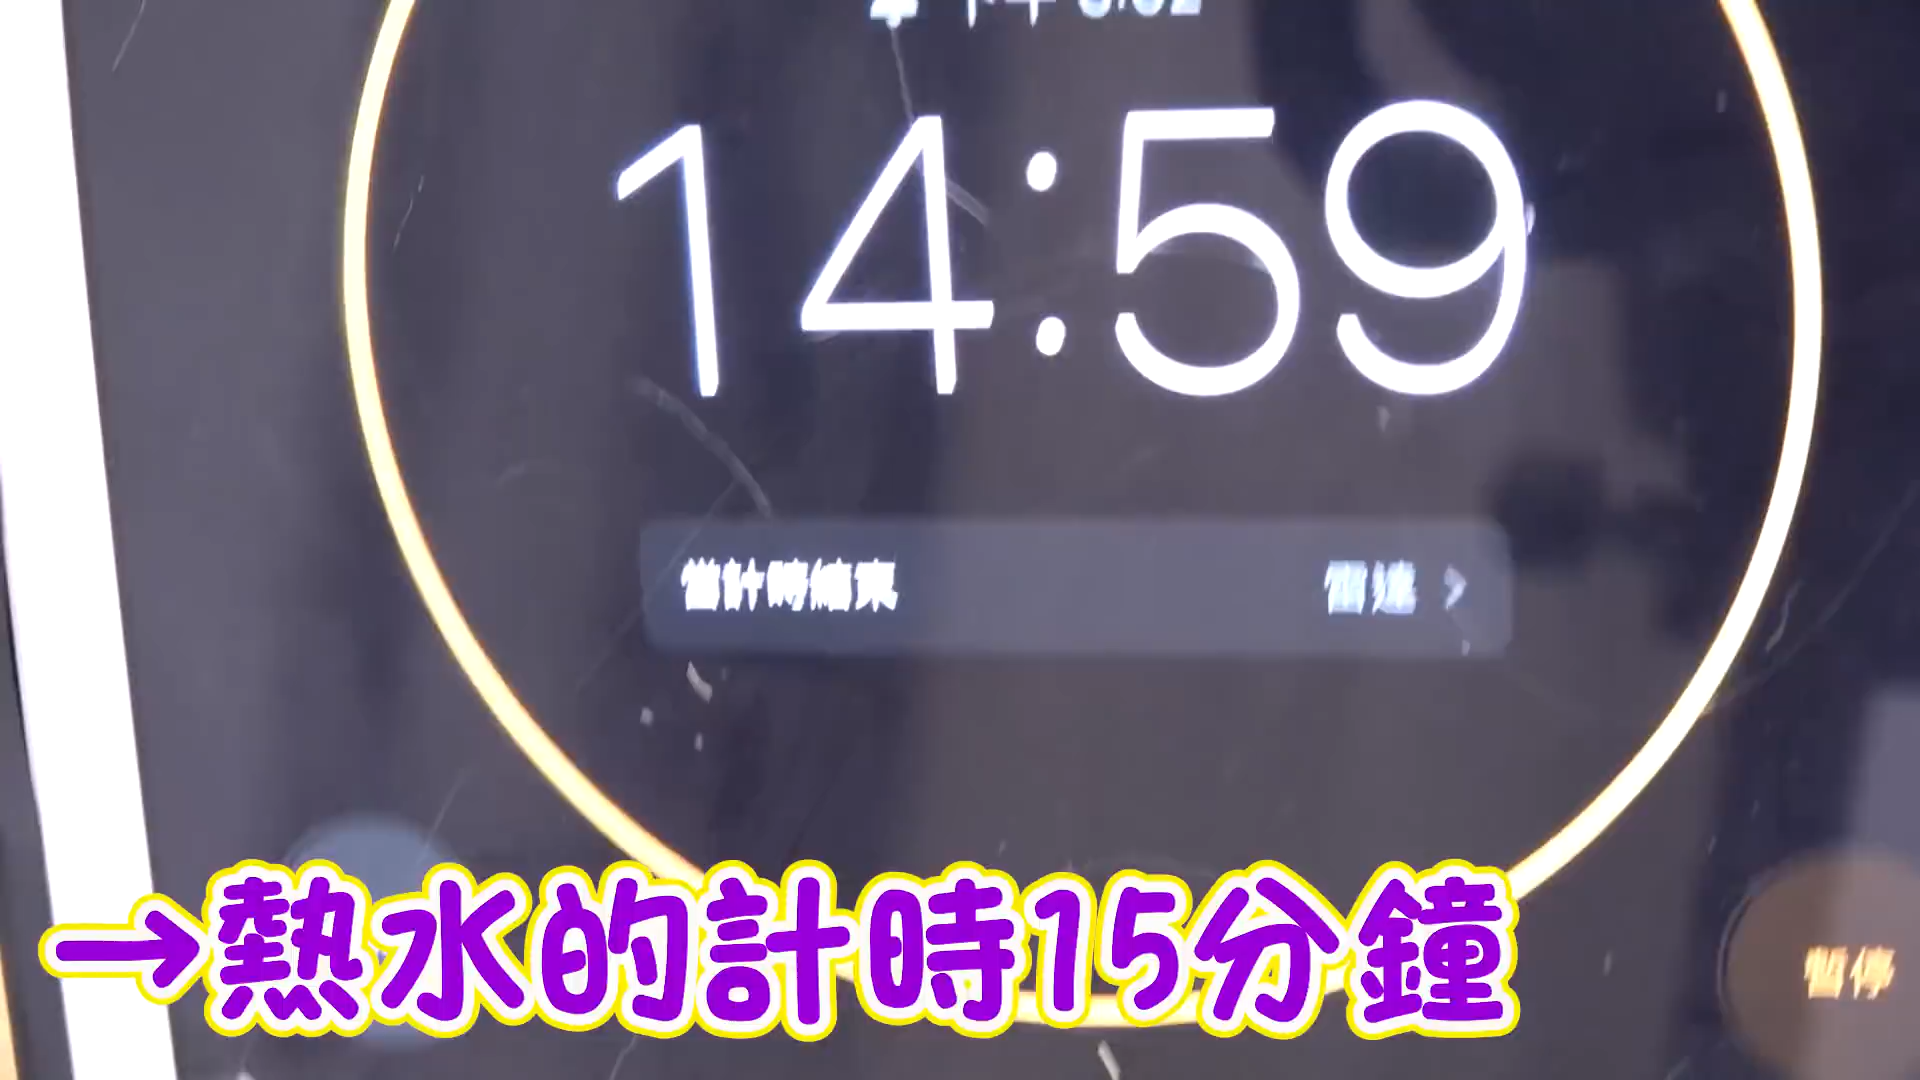 14:59
當計時結束
雷達 >
→熱水的計時15分鐘
暫停